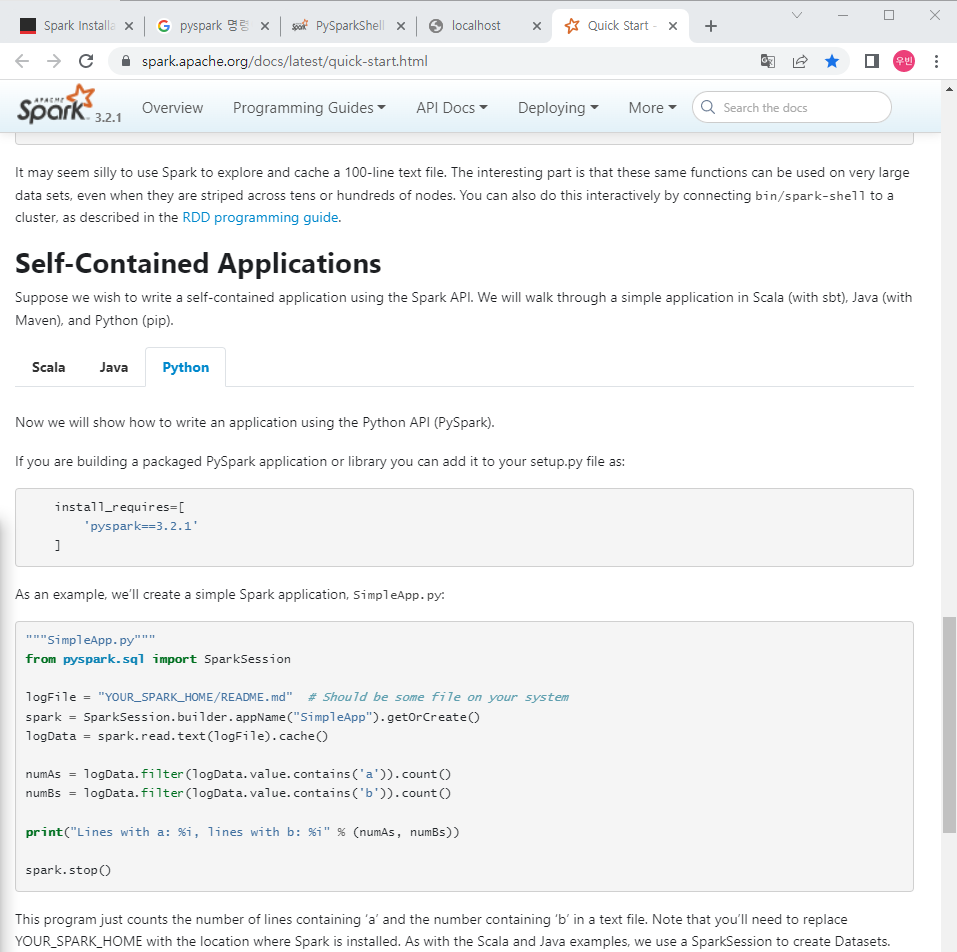 Spark Installa
pyspark 명령
PySparkShell
localhost
Quick Start -
spark.apache.org/docs/latest/quick-start.html
우빈
APACHE Spark 3.2.1
Overview
Programming Guides
API Docs
Deploying
More
Search the docs
It may seem silly to use Spark to explore and cache a 100-line text file. The interesting part is that these same functions can be used on very large
data sets, even when they are striped across tens or hundreds of nodes. You can also do this interactively by connecting bin/spark-shell to a
cluster, as described in the RDD programming guide.
Self-Contained Applications
Suppose we wish to write a self-contained application using the Spark API. We will walk through a simple application in Scala (with sbt), Java (with
Maven), and Python (pip).
Scala
Java
Python
Now we will show how to write an application using the Python API (PySpark).
If you are building a packaged PySpark application or library you can add it to your setup.py file as:
install_requires=[
'pyspark==3.2.1'
]
As an example, we'll create a simple Spark application, SimpleApp.py:
"""SimpleApp.py"""
from pyspark.sql import SparkSession
logFile = "YOUR_SPARK_HOME/README.md"  # Should be some file on your system
spark = SparkSession.builder.appName("SimpleApp").getOrCreate()
logData = spark.read.text(logFile).cache()
numAs = logData.filter(logData.value.contains('a')).count()
numBs = logData.filter(logData.value.contains('b')).count()
print("Lines with a: %i, lines with b: %i" % (numAs, numBs))
spark.stop()
This program just counts the number of lines containing 'a' and the number containing 'b' in a text file. Note that you'll need to replace
YOUR_SPARK_HOME with the location where Spark is installed. As with the Scala and Java examples, we use a SparkSession to create Datasets.